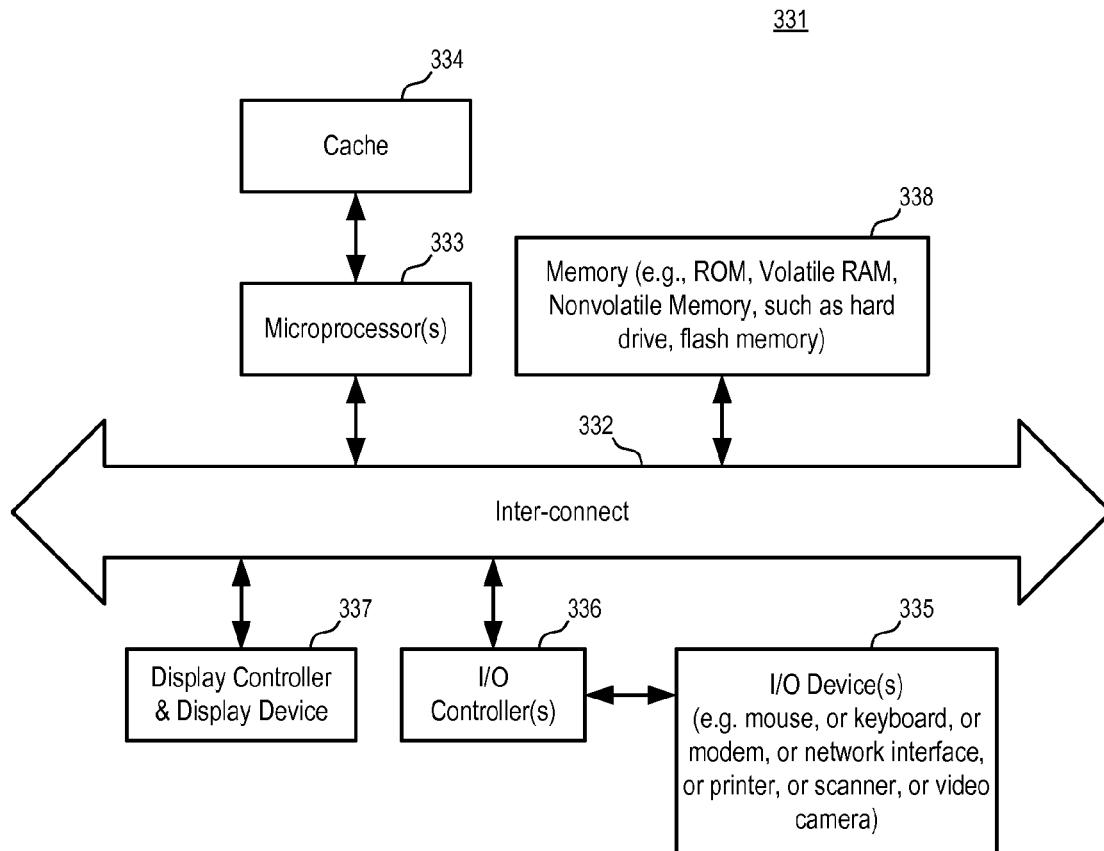 331
334
Cache
333
Microprocessor(s)
338
Memory (e.g., ROM, Volatile RAM,
Nonvolatile Memory, such as hard
drive, flash memory)
332
Inter-connect
337
Display Controller
& Display Device
336
I/O
Controller(s)
335
I/O Device(s)
(e.g. mouse, or keyboard, or
modem, or network interface,
or printer, or scanner, or video
camera)